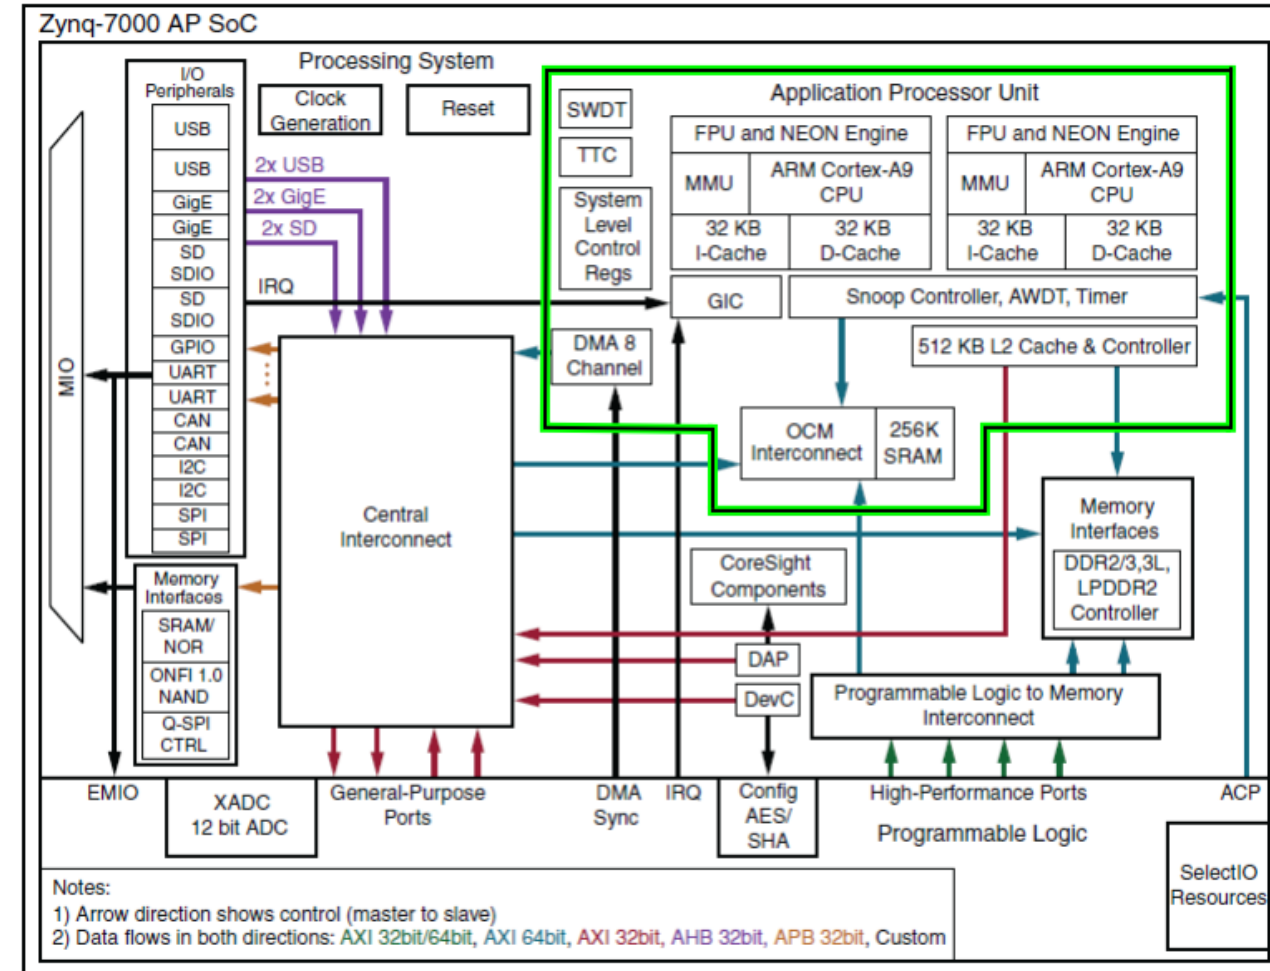 Zynq-7000 AP SoC
Processing System
I/O
Peripherals
USB
USB
GigE
GigE
SD
SDIO
SD
SDIO
GPIO
UART
UART
CAN
CAN
I2C
I2C
SPI
SPI
MIO
Memory
Interfaces
SRAM/
NOR
ONFI 1.0
NAND
Q-SPI
CTRL
Clock
Generation
Reset
2x USB
2x GigE
2x SD
IRQ
Central
Interconnect
Application Processor Unit
SWDT
TTC
System
Level
Control
Regs
FPU and NEON Engine
MMU
ARM Cortex-A9
CPU
32 KB
I-Cache
32 KB
D-Cache
FPU and NEON Engine
MMU
ARM Cortex-A9
CPU
32 KB
I-Cache
32 KB
D-Cache
GIC
Snoop Controller, AWDT, Timer
DMA 8
Channel
512 KB L2 Cache & Controller
OCM
Interconnect
256K
SRAM
Memory
Interfaces
DDR2/3,3L,
LPDDR2
Controller
CoreSight
Components
DAP
DevC
Programmable Logic to Memory
Interconnect
EMIO
XADC
12 bit ADC
General-Purpose
Ports
DMA
Sync
IRQ
Config
AES/
SHA
High-Performance Ports
ACP
Programmable Logic
SelectIO
Resources
Notes:
1) Arrow direction shows control (master to slave)
2) Data flows in both directions: AXI 32bit/64bit, AXI 64bit, AXI 32bit, AHB 32bit, APB 32bit, Custom